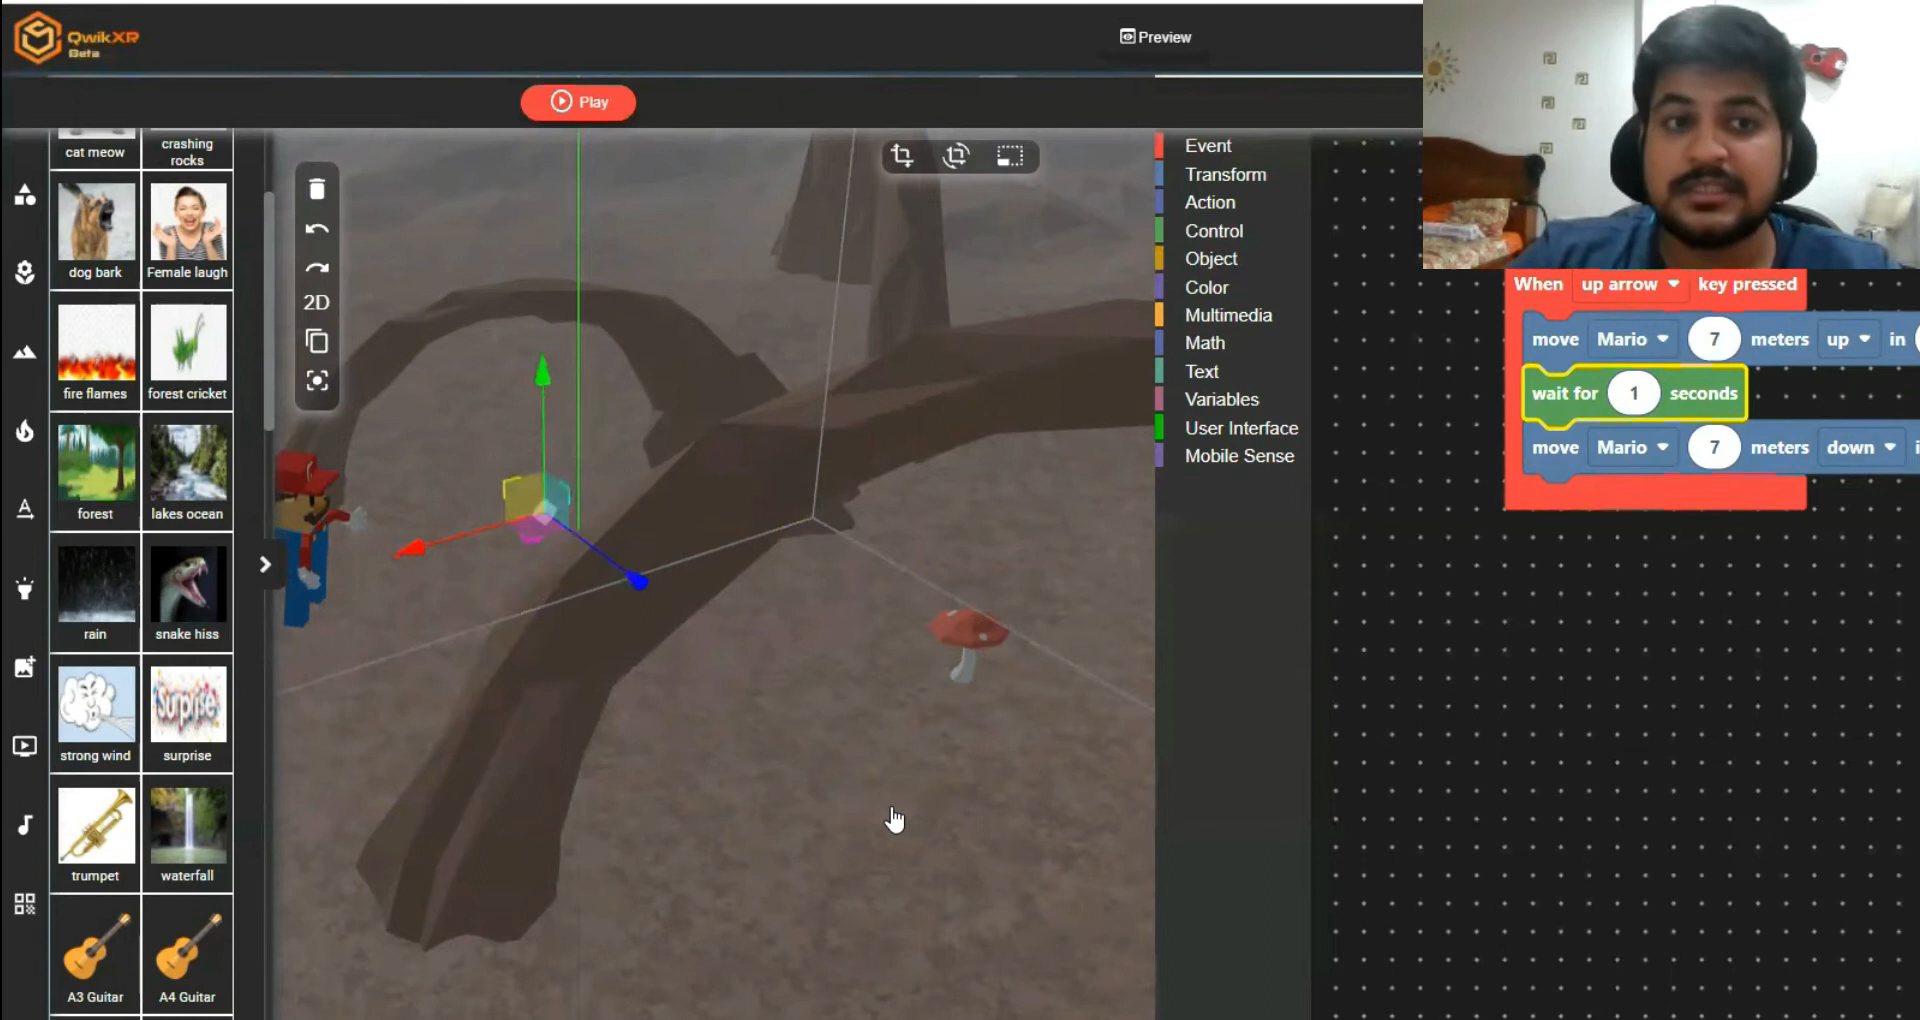 QwikXR
Beta
Preview
Play
cat meow
crashing
rocks
dog bark
Female laugh
fire flames
forest cricket
forest
lakes ocean
rain
snake hiss
strong wind
surprise
Surprise
trumpet
waterfall
A3 Guitar
A4 Guitar
2D
Event
Transform
Action
Control
Object
Color
Multimedia
Math
Text
Variables
User Interface
Mobile Sense
When up arrow key pressed
move Mario 7 meters up in
wait for 1 seconds
move Mario 7 meters down i